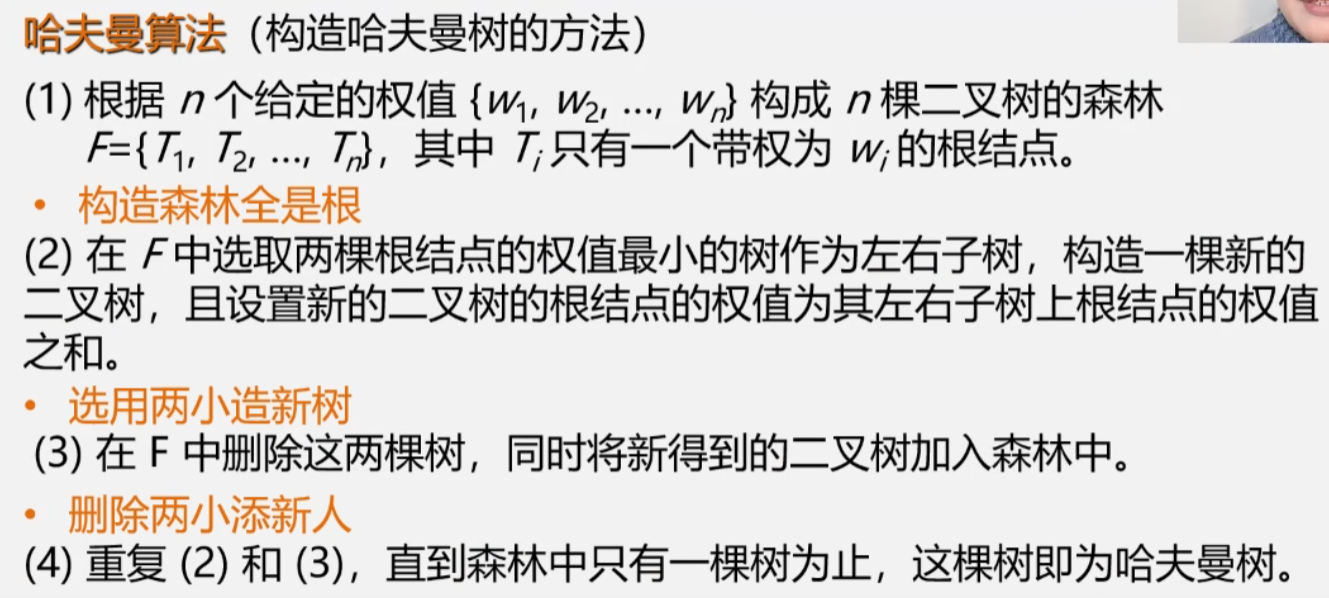 哈夫曼算法（构造哈夫曼树的方法）
(1) 根据 n 个给定的权值 {w₁, w₂, ..., wₙ} 构成 n 棵二叉树的森林
F={T₁, T₂, ..., Tₙ}，其中 Tᵢ 只有一个带权为 wᵢ 的根结点。
• 构造森林全是根
(2) 在 F 中选取两棵根结点的权值最小的树作为左右子树，构造一棵新的
二叉树，且设置新的二叉树的根结点的权值为其左右子树上根结点的权值
之和。
• 选用两小造新树
(3) 在 F 中删除这两棵树，同时将新得到的二叉树加入森林中。
• 删除两小添新人
(4) 重复 (2) 和 (3)，直到森林中只有一棵树为止，这棵树即为哈夫曼树。